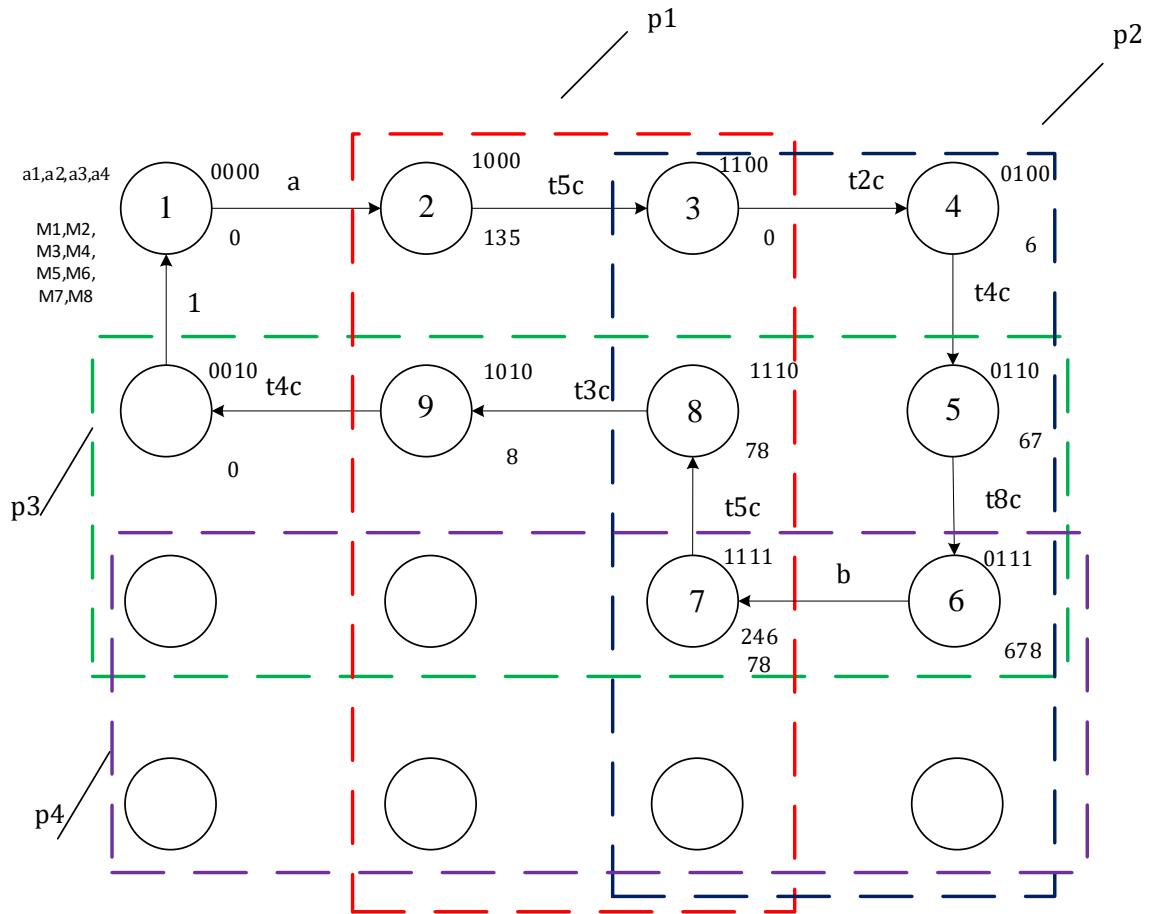 p1
p2
a1,a2,a3,a4
M1,M2,
M3,M4,
M5,M6,
M7,M8
1
0000
0
a
2
1000
135
t5c
3
1100
0
t2c
4
0100
6
t4c
1
p3
0010
0
t4c
9
1010
8
t3c
8
1110
78
5
0110
67
t5c
t8c
7
1111
246
78
b
6
0111
678
p4